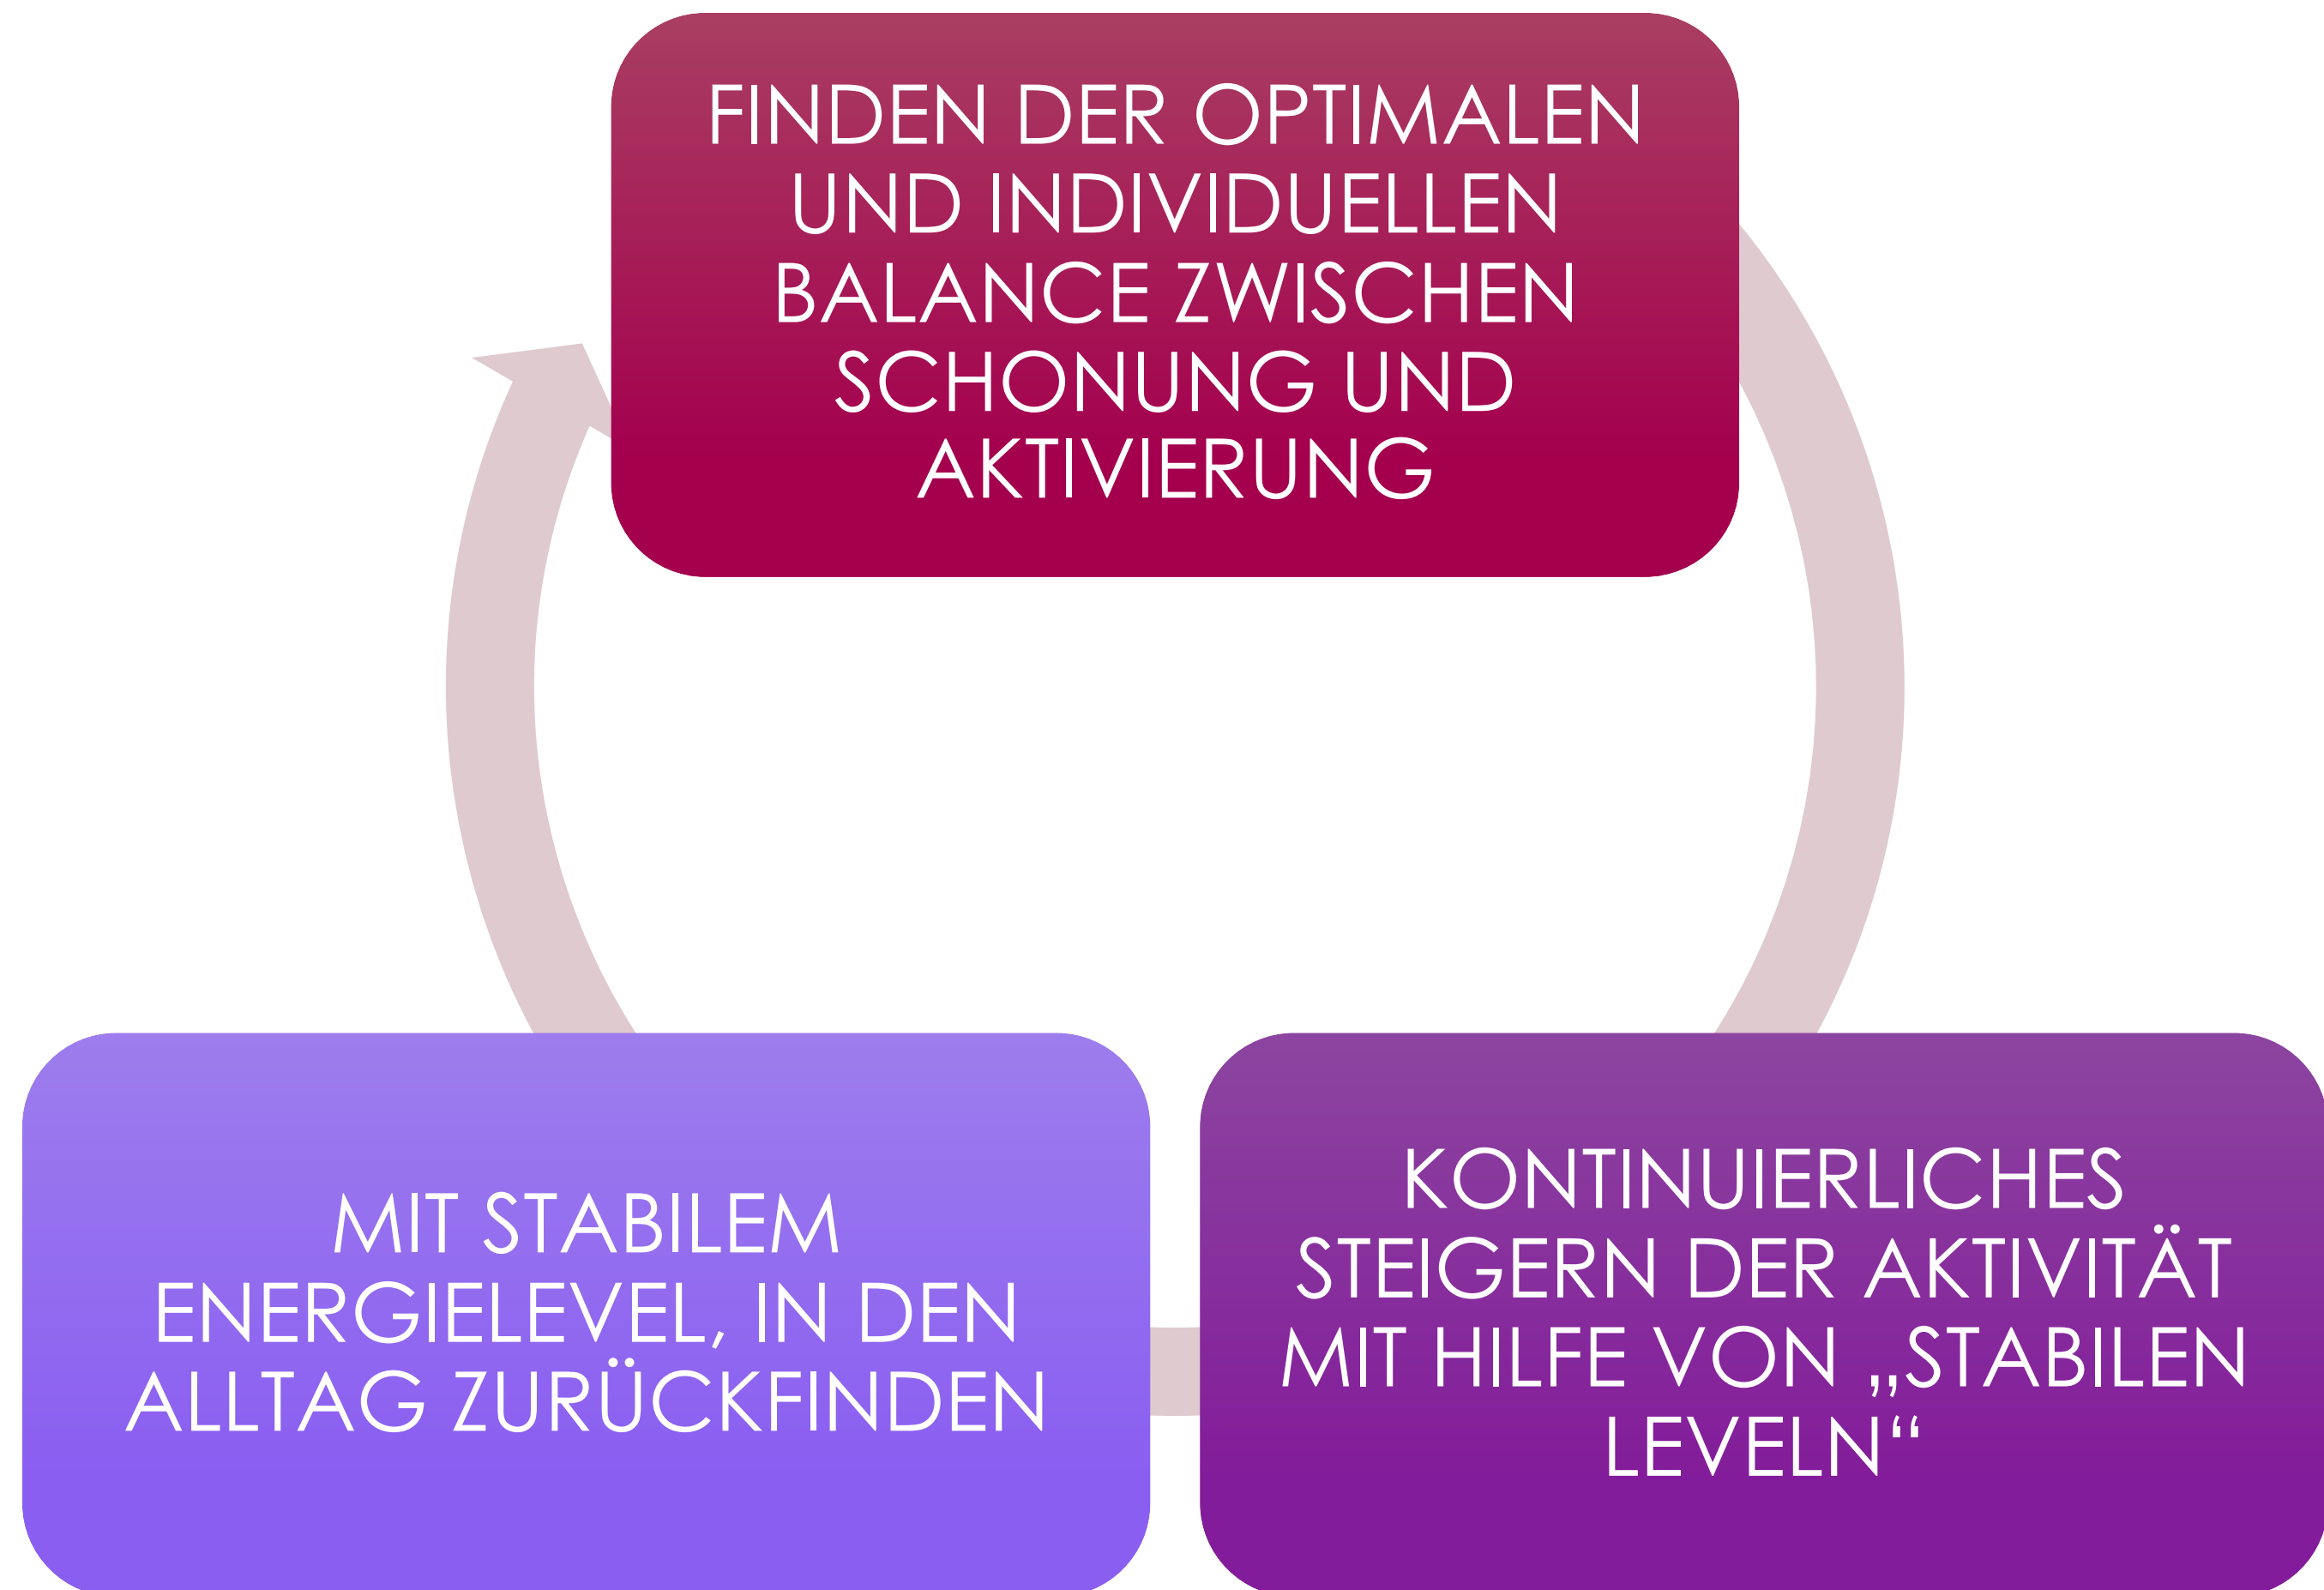 FINDEN DER OPTIMALEN
UND INDIVIDUELLEN
BALANCE ZWISCHEN
SCHONUNG UND
AKTIVIERUNG
MIT STABILEM
ENERGIELEVEL, IN DEN
ALLTAG ZURÜCKFINDEN
KONTINUIERLICHES
STEIGERN DER AKTIVITÄT
MIT HILFE VON „STABILEN
LEVELN“